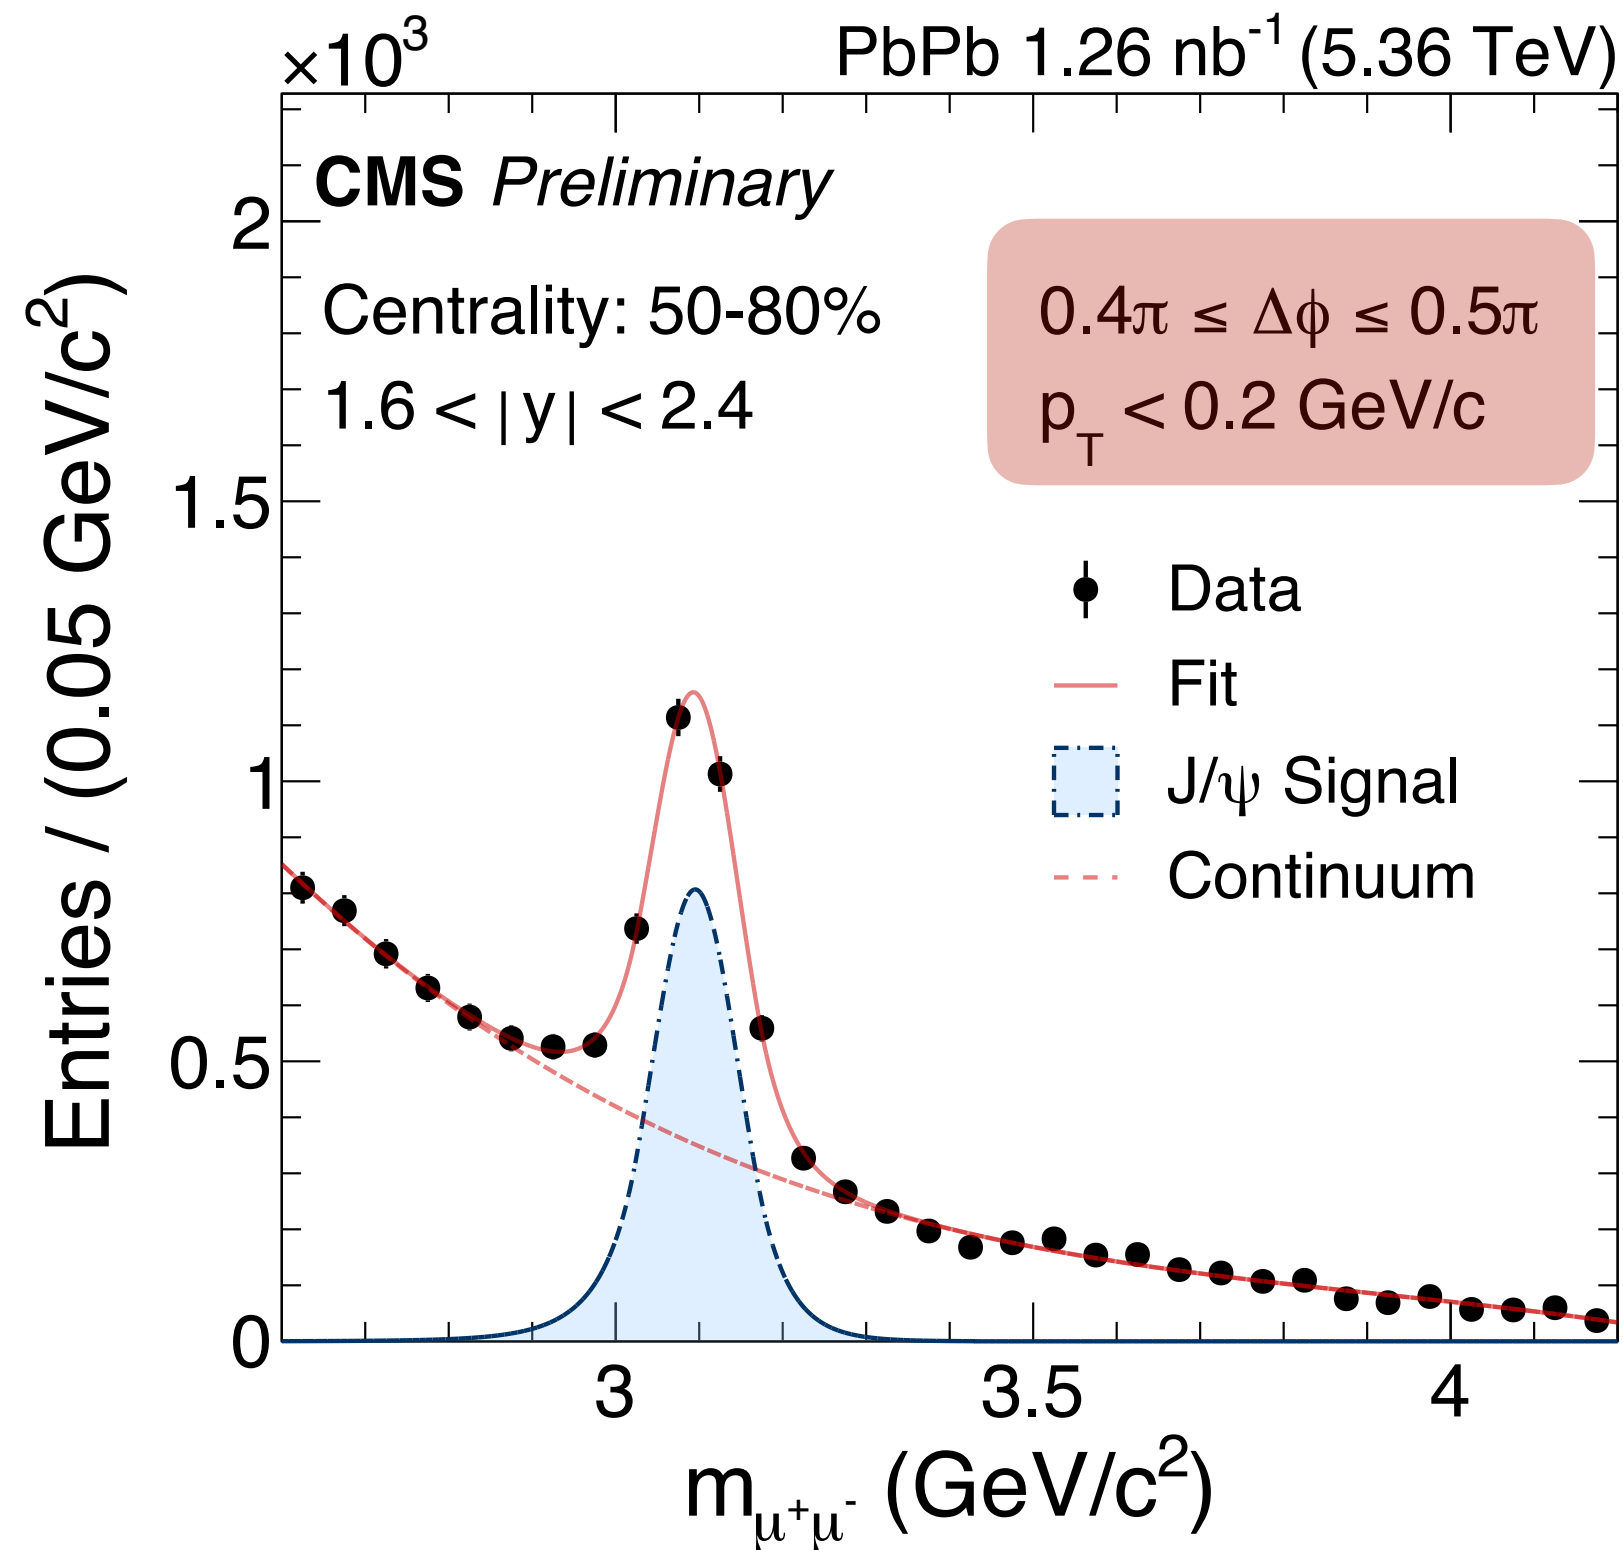 ×10³
PbPb 1.26 nb⁻¹ (5.36 TeV)
CMS Preliminary
Centrality: 50-80%
1.6 < |y| < 2.4
0.4π ≤ Δϕ ≤ 0.5π
p_T < 0.2 GeV/c
Data
Fit
J/ψ Signal
Continuum
Entries / (0.05 GeV/c²)
2
1.5
1
0.5
0
3
3.5
4
m_μ⁺μ⁻ (GeV/c²)